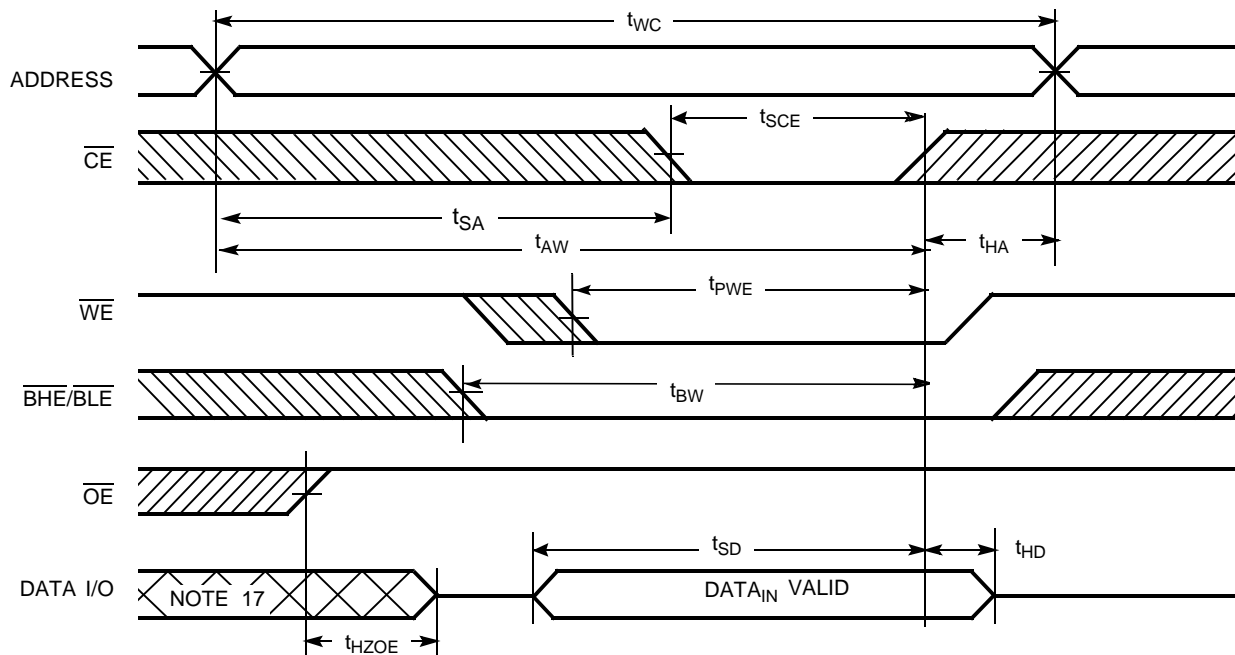 tWC
ADDRESS
tSCE
CE
tSA
tAW
tHA
tPWE
WE
BHE/BLE
tBW
OE
tSD
tHD
DATA I/O
NOTE 17
DATAIN VALID
tHZOE